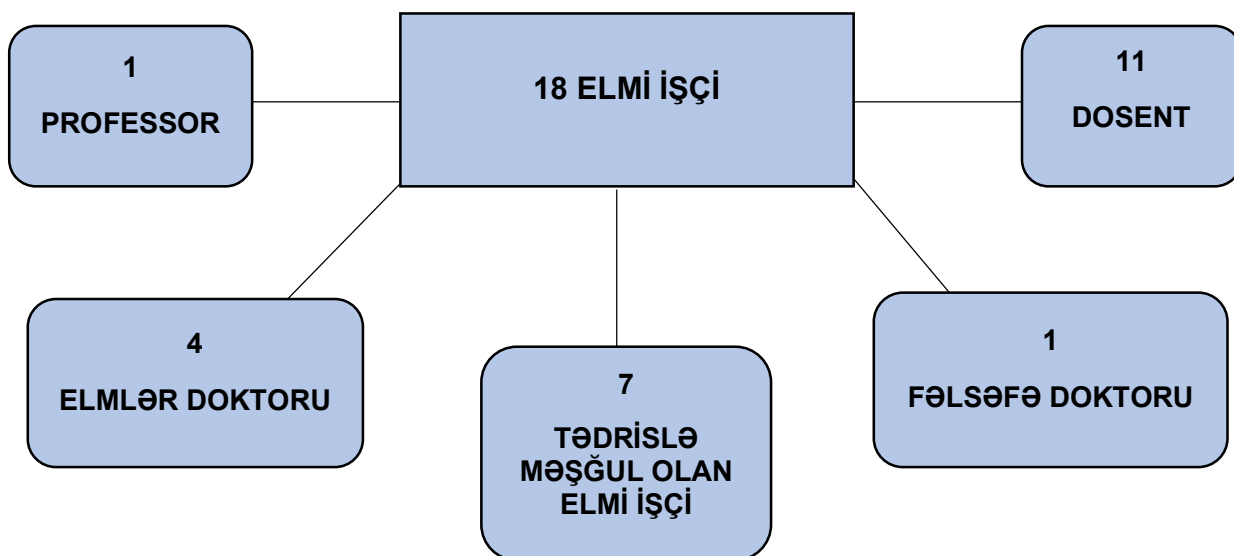 1
PROFESSOR
18 ELMİ İŞÇİ
11
DOSENT
4
ELMLƏR DOKTORU
7
TƏDRİSLƏ
MƏŞĞUL OLAN
ELMİ İŞÇİ
1
FƏLSƏFƏ DOKTORU